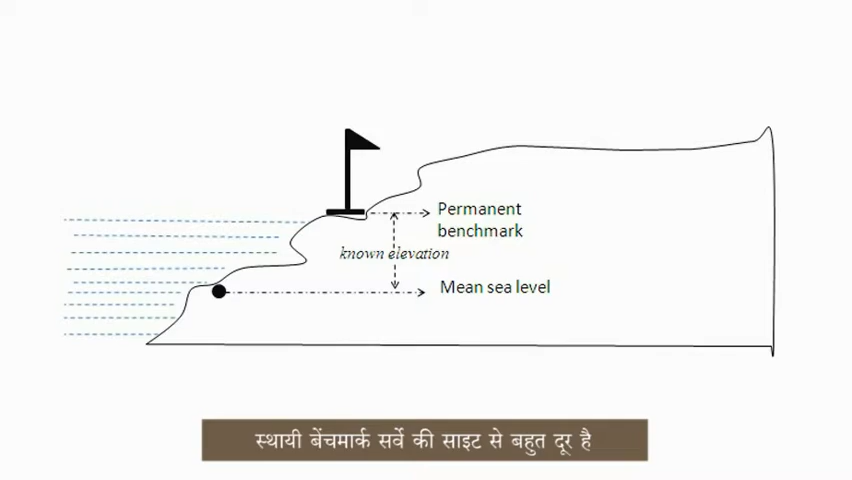 Permanent
benchmark
known elevation
Mean sea level
स्थायी बेंचमार्क सर्वे की साइट से बहुत दूर है